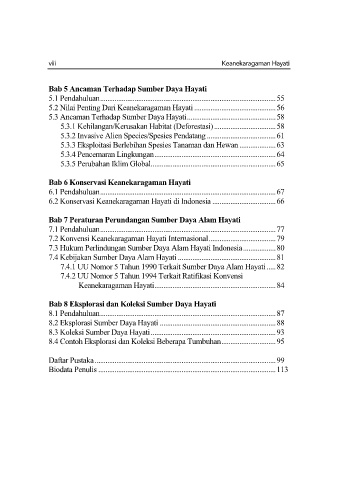 viii Keanekaragaman Hayati
Bab 5 Ancaman Terhadap Sumber Daya Hayati
5.1 Pendahuluan 55
5.2 Nilai Penting Dari Keanekaragaman Hayati 56
5.3 Ancaman Terhadap Sumber Daya Hayati 58
5.3.1 Kehilangan/Kerusakan Habitat (Deforestasi) 58
5.3.2 Invasive Alien Species/Spesies Pendatang 61
5.3.3 Eksploitasi Berlebihan Spesies Tanaman dan Hewan 63
5.3.4 Pencemaran Lingkungan 64
5.3.5 Perubahan Iklim Global 65
Bab 6 Konservasi Keanekaragaman Hayati
6.1 Pendahuluan 67
6.2 Konservasi Keanekaragaman Hayati di Indonesia 66
Bab 7 Peraturan Perundangan Sumber Daya Alam Hayati
7.1 Pendahuluan 77
7.2 Konvensi Keanekaragaman Hayati Internasional 79
7.3 Hukum Perlindungan Sumber Daya Alam Hayati Indonesia 80
7.4 Kebijakan Sumber Daya Alam Hayati 81
7.4.1 UU Nomor 5 Tahun 1990 Terkait Sumber Daya Alam Hayati 82
7.4.2 UU Nomor 5 Tahun 1994 Terkait Ratifikasi Konvensi
Keanekaragaman Hayati 84
Bab 8 Eksplorasi dan Koleksi Sumber Daya Hayati
8.1 Pendahuluan 87
8.2 Eksplorasi Sumber Daya Hayati 88
8.3 Koleksi Sumber Daya Hayati 93
8.4 Contoh Eksplorasi dan Koleksi Beberapa Tumbuhan 95
Daftar Pustaka 99
Biodata Penulis 113